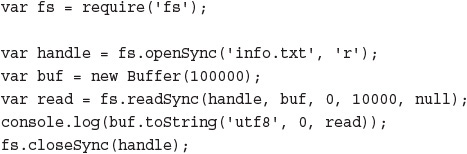 var fs = require('fs');
var handle = fs.openSync('info.txt', 'r');
var buf = new Buffer(100000);
var read = fs.readSync(handle, buf, 0, 10000, null);
console.log(buf.toString('utf8', 0, read));
fs.closeSync(handle);